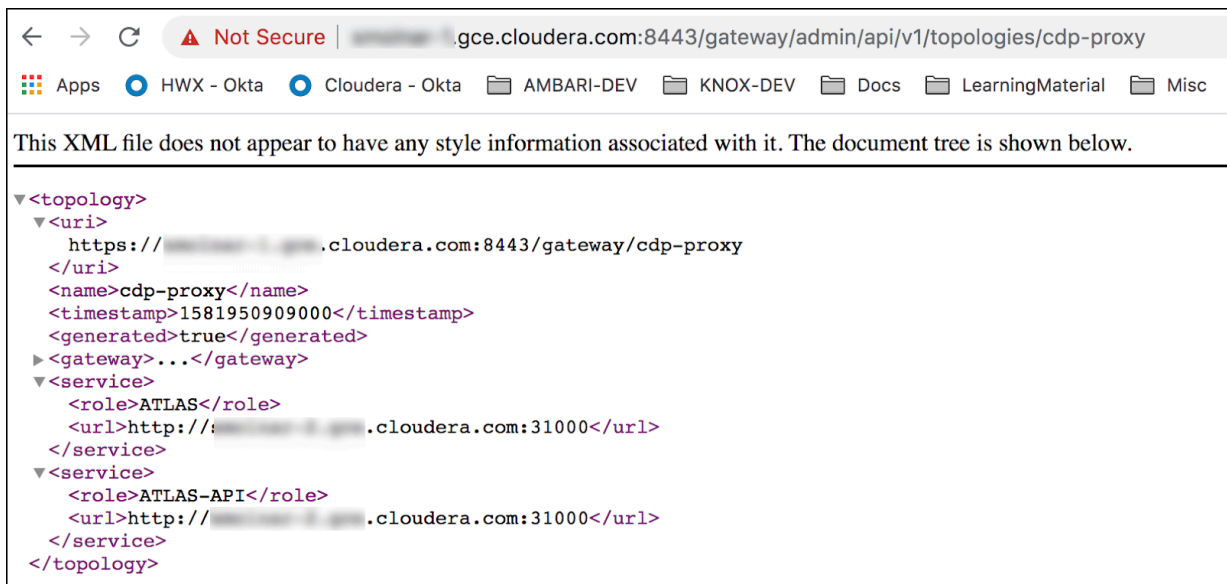 Not Secure | .gce.cloudera.com:8443/gateway/admin/api/v1/topologies/cdp-proxy
Apps HWX - Okta Cloudera - Okta AMBARI-DEV KNOX-DEV Docs LearningMaterial Misc
This XML file does not appear to have any style information associated with it. The document tree is shown below.
▼<topology>
▼<uri>
https://.cloudera.com:8443/gateway/cdp-proxy
</uri>
<name>cdp-proxy</name>
<timestamp>1581950909000</timestamp>
<generated>true</generated>
▶<gateway>...</gateway>
▼<service>
<role>ATLAS</role>
<url>http://.cloudera.com:31000</url>
</service>
▼<service>
<role>ATLAS-API</role>
<url>http://.cloudera.com:31000</url>
</service>
</topology>